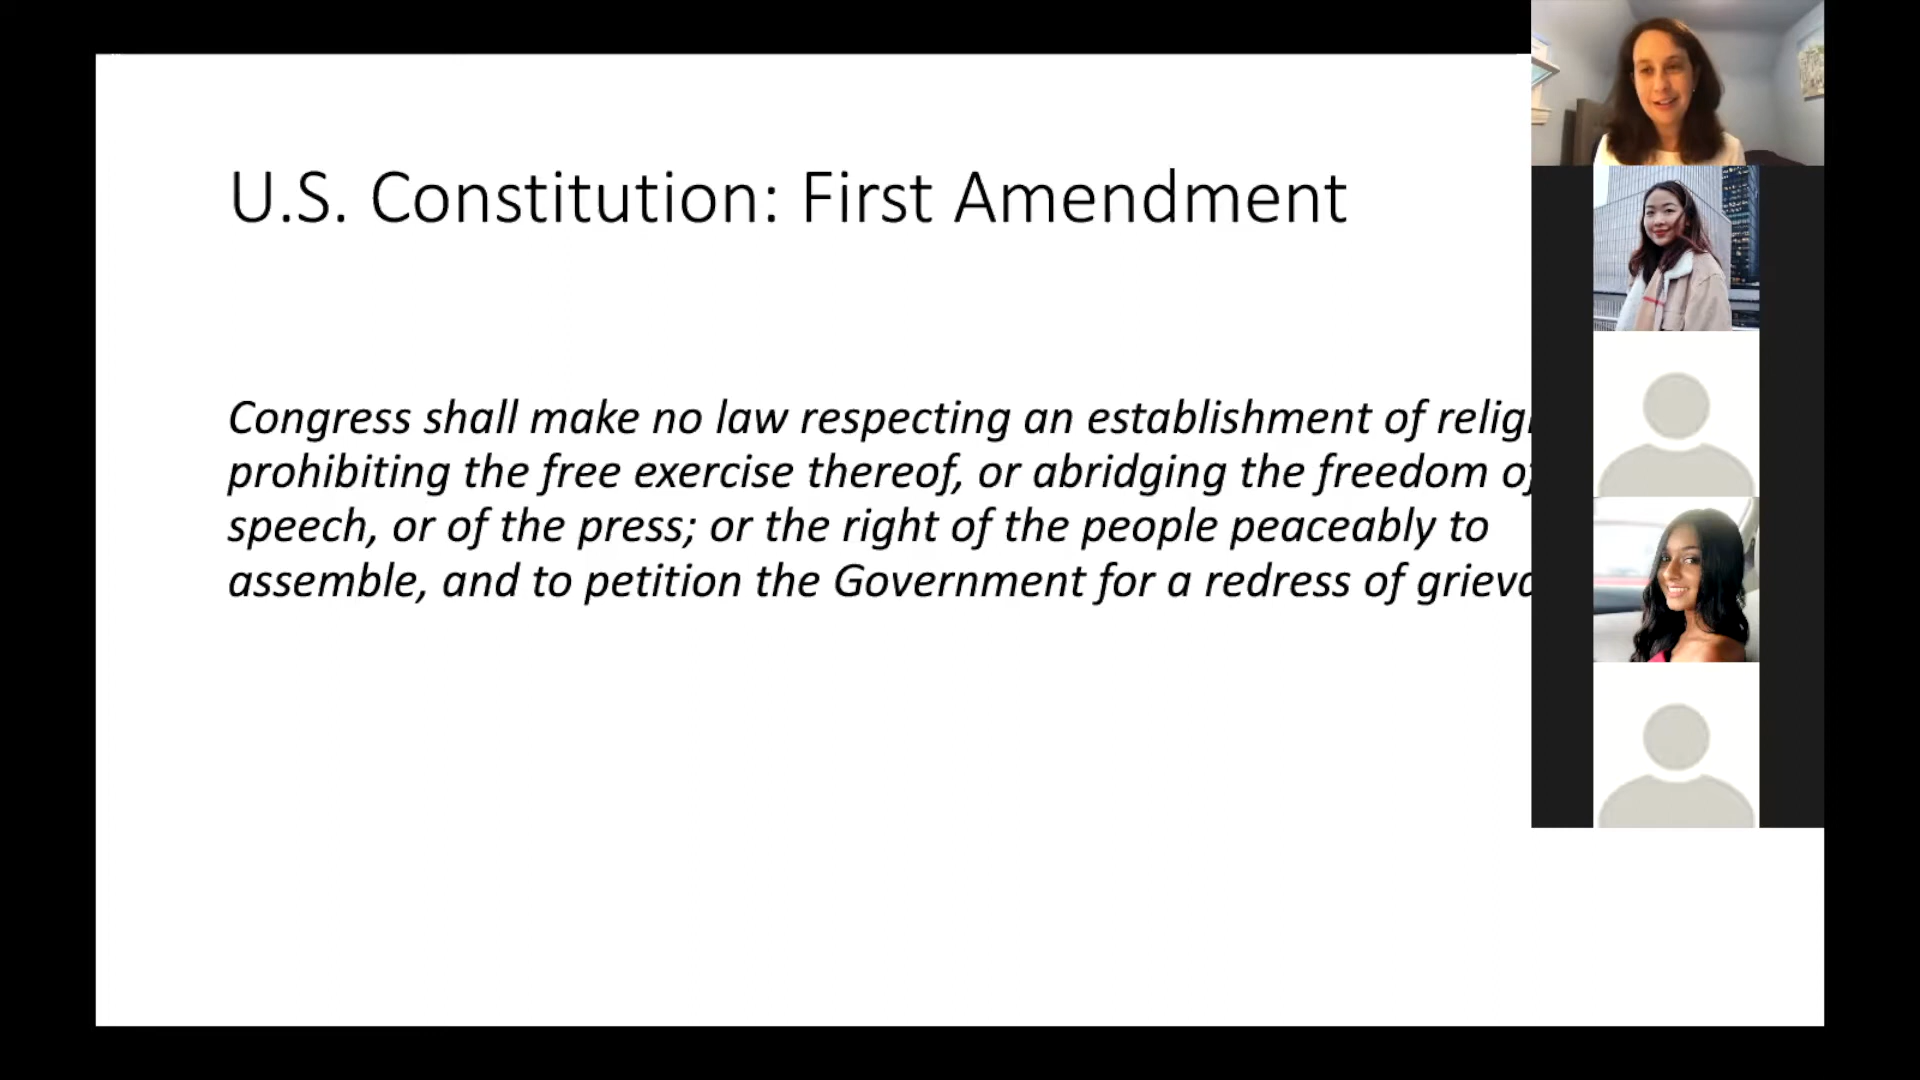 U.S. Constitution: First Amendment
Congress shall make no law respecting an establishment of
prohibiting the free exercise thereof, or abridging the freedom of
speech, or of the press; or the right of the people peaceably to
assemble, and to petition the Government for a redress of